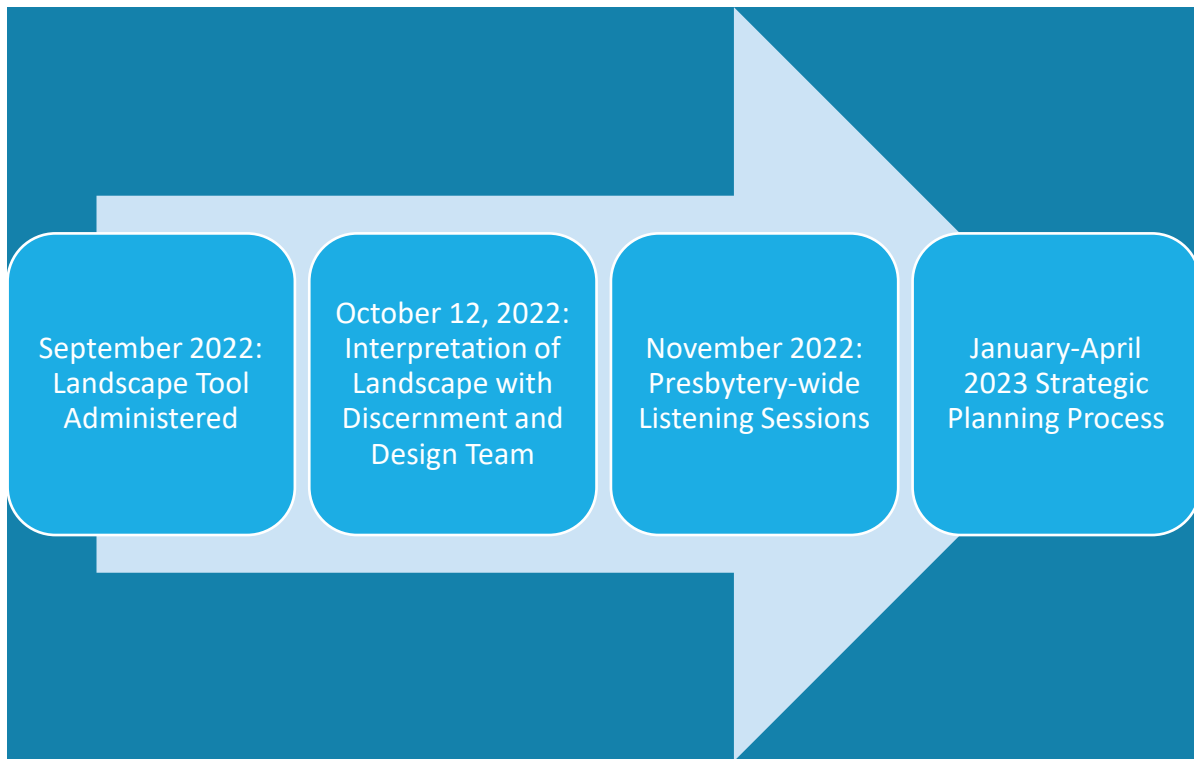 September 2022:
Landscape Tool
Administered
October 12, 2022:
Interpretation of
Landscape with
Discernment and
Design Team
November 2022:
Presbytery-wide
Listening Sessions
January-April
2023 Strategic
Planning Process